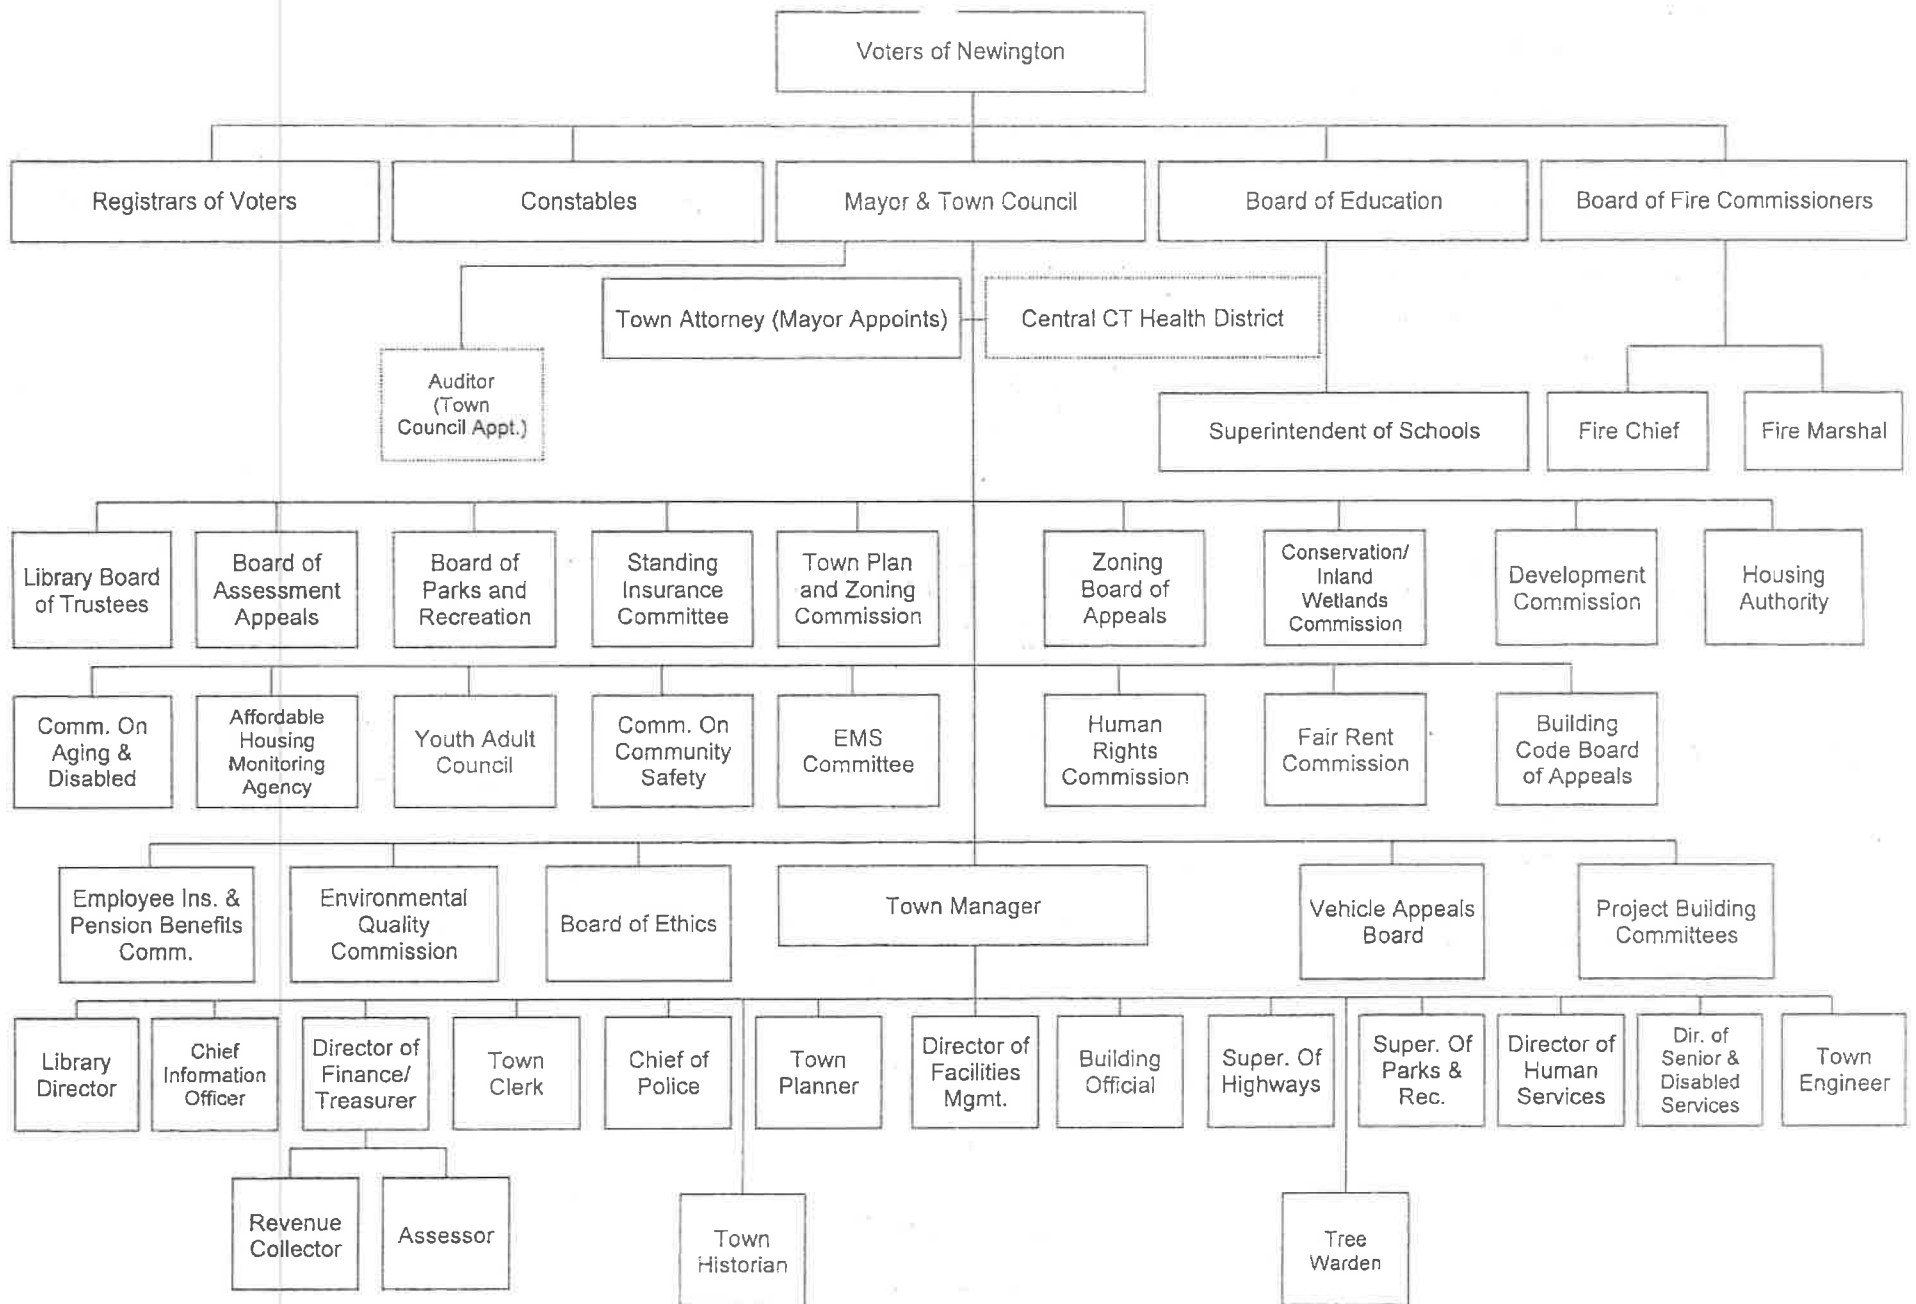 Voters of Newington
Registrars of Voters
Constables
Mayor & Town Council
Board of Education
Board of Fire Commissioners
Town Attorney (Mayor Appoints)
Central CT Health District
Auditor
(Town
Council Appt.)
Superintendent of Schools
Fire Chief
Fire Marshal
Library Board
of Trustees
Board of
Assessment
Appeals
Board of
Parks and
Recreation
Standing
Insurance
Committee
Town Plan
and Zoning
Commission
Zoning
Board of
Appeals
Conservation/
Inland
Wetlands
Commission
Development
Commission
Housing
Authority
Comm. On
Aging &
Disabled
Affordable
Housing
Monitoring
Agency
Youth Adult
Council
Comm. On
Community
Safety
EMS
Committee
Human
Rights
Commission
Fair Rent
Commission
Building
Code Board
of Appeals
Employee Ins. &
Pension Benefits
Comm.
Environmental
Quality
Commission
Board of Ethics
Town Manager
Vehicle Appeals
Board
Project Building
Committees
Library
Director
Chief
Information
Officer
Director of
Finance/
Treasurer
Town
Clerk
Chief of
Police
Town
Planner
Director of
Facilities
Mgmt.
Building
Official
Super. Of
Highways
Super. Of
Parks &
Rec.
Director of
Human
Services
Dir. of
Senior &
Disabled
Services
Town
Engineer
Revenue
Collector
Assessor
Town
Historian
Tree
Warden